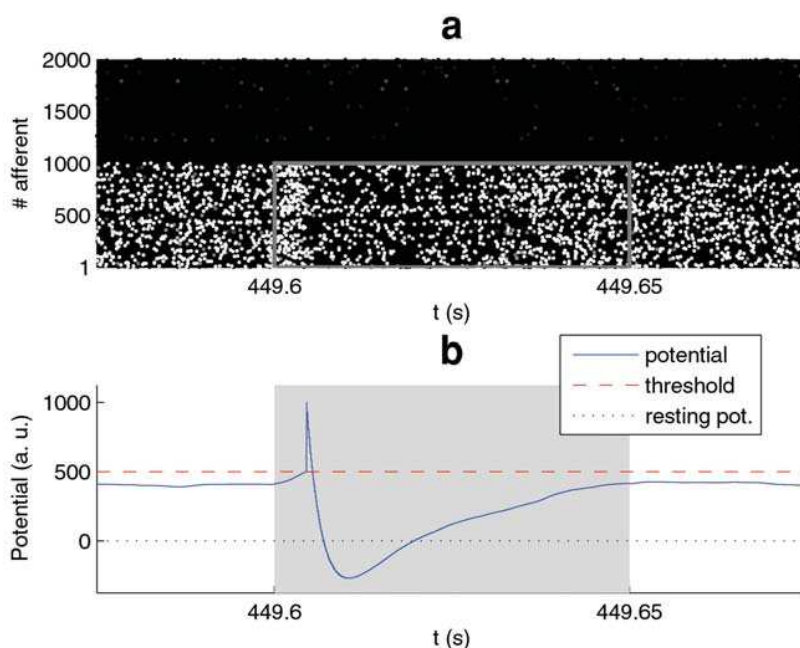 a
2000
1500
1000
500
1
# afferent
449.6 449.65
t (s)
b
potential
threshold
resting pot.
1000
500
0
Potential (a. u.)
449.6 449.65
t (s)